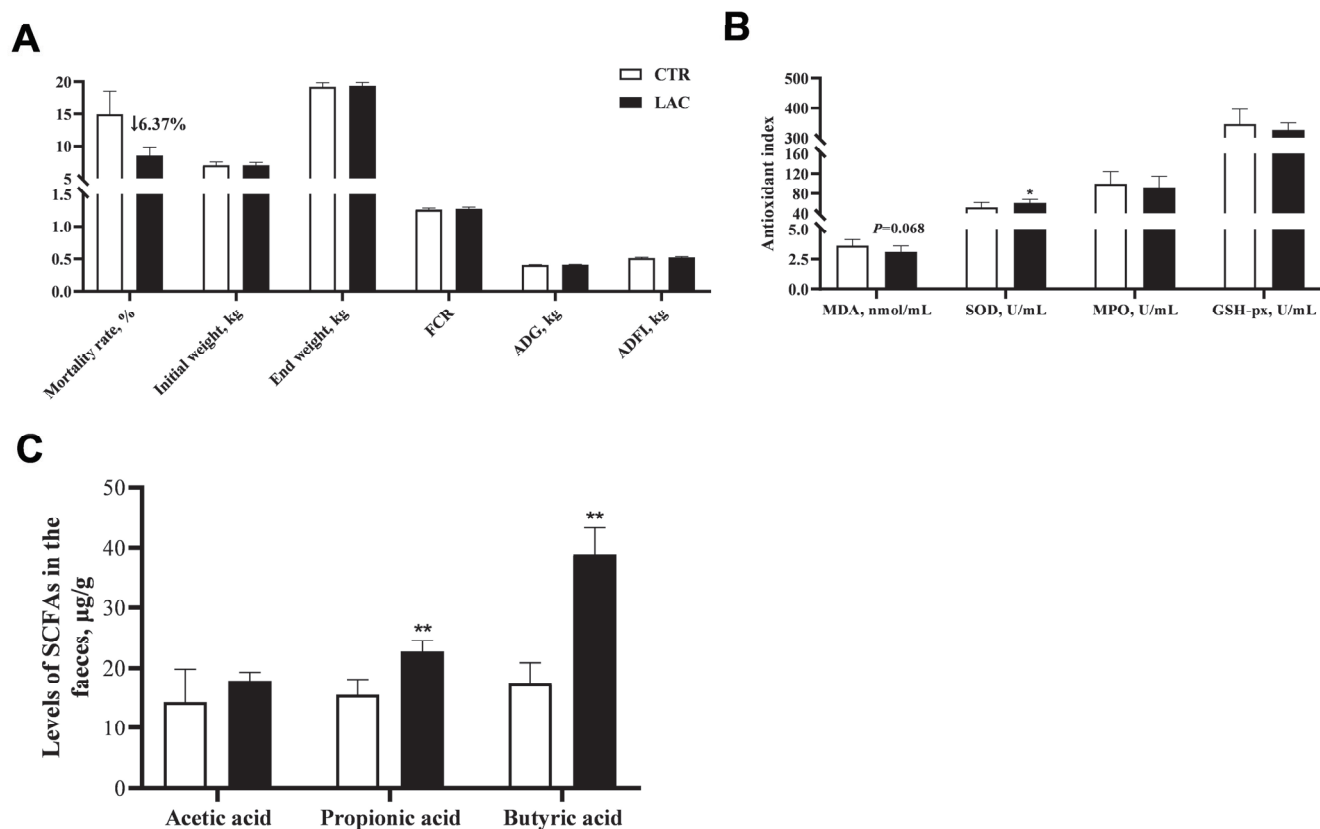 A
20
15
10
5
1.5
1.0
0.5
0.0
↓6.37%
CTR
LAC
Mortality rate, %
Initial weight, kg
End weight, kg
FCR
ADG, kg
ADFI, kg
B
Antioxidant index
500
400
300
160
120
80
40
5.0
2.5
0.0
P=0.068
*
MDA, nmol/mL
SOD, U/mL
MPO, U/mL
GSH-px, U/mL
C
Levels of SCFAs in the
faeces, μg/g
50
40
30
20
10
0
**
**
Acetic acid
Propionic acid
Butyric acid